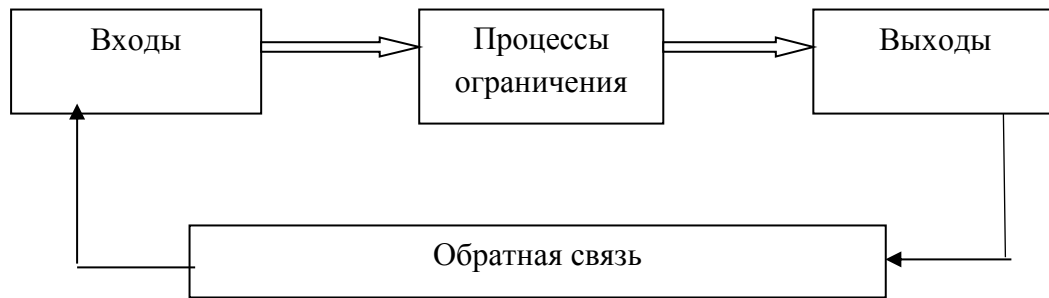 Входы
Процессы
ограничения
Выходы
Обратная связь